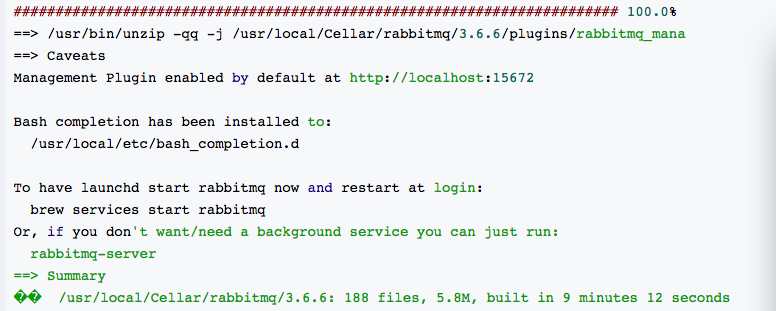 ######################################################################## 100.0%
==> /usr/bin/unzip -qq -j /usr/local/Cellar/rabbitmq/3.6.6/plugins/rabbitmq_mana
==> Caveats
Management Plugin enabled by default at http://localhost:15672
Bash completion has been installed to:
/usr/local/etc/bash_completion.d
To have launchd start rabbitmq now and restart at login:
brew services start rabbitmq
Or, if you don't want/need a background service you can just run:
rabbitmq-server
==> Summary
�� /usr/local/Cellar/rabbitmq/3.6.6: 188 files, 5.8M, built in 9 minutes 12 seconds